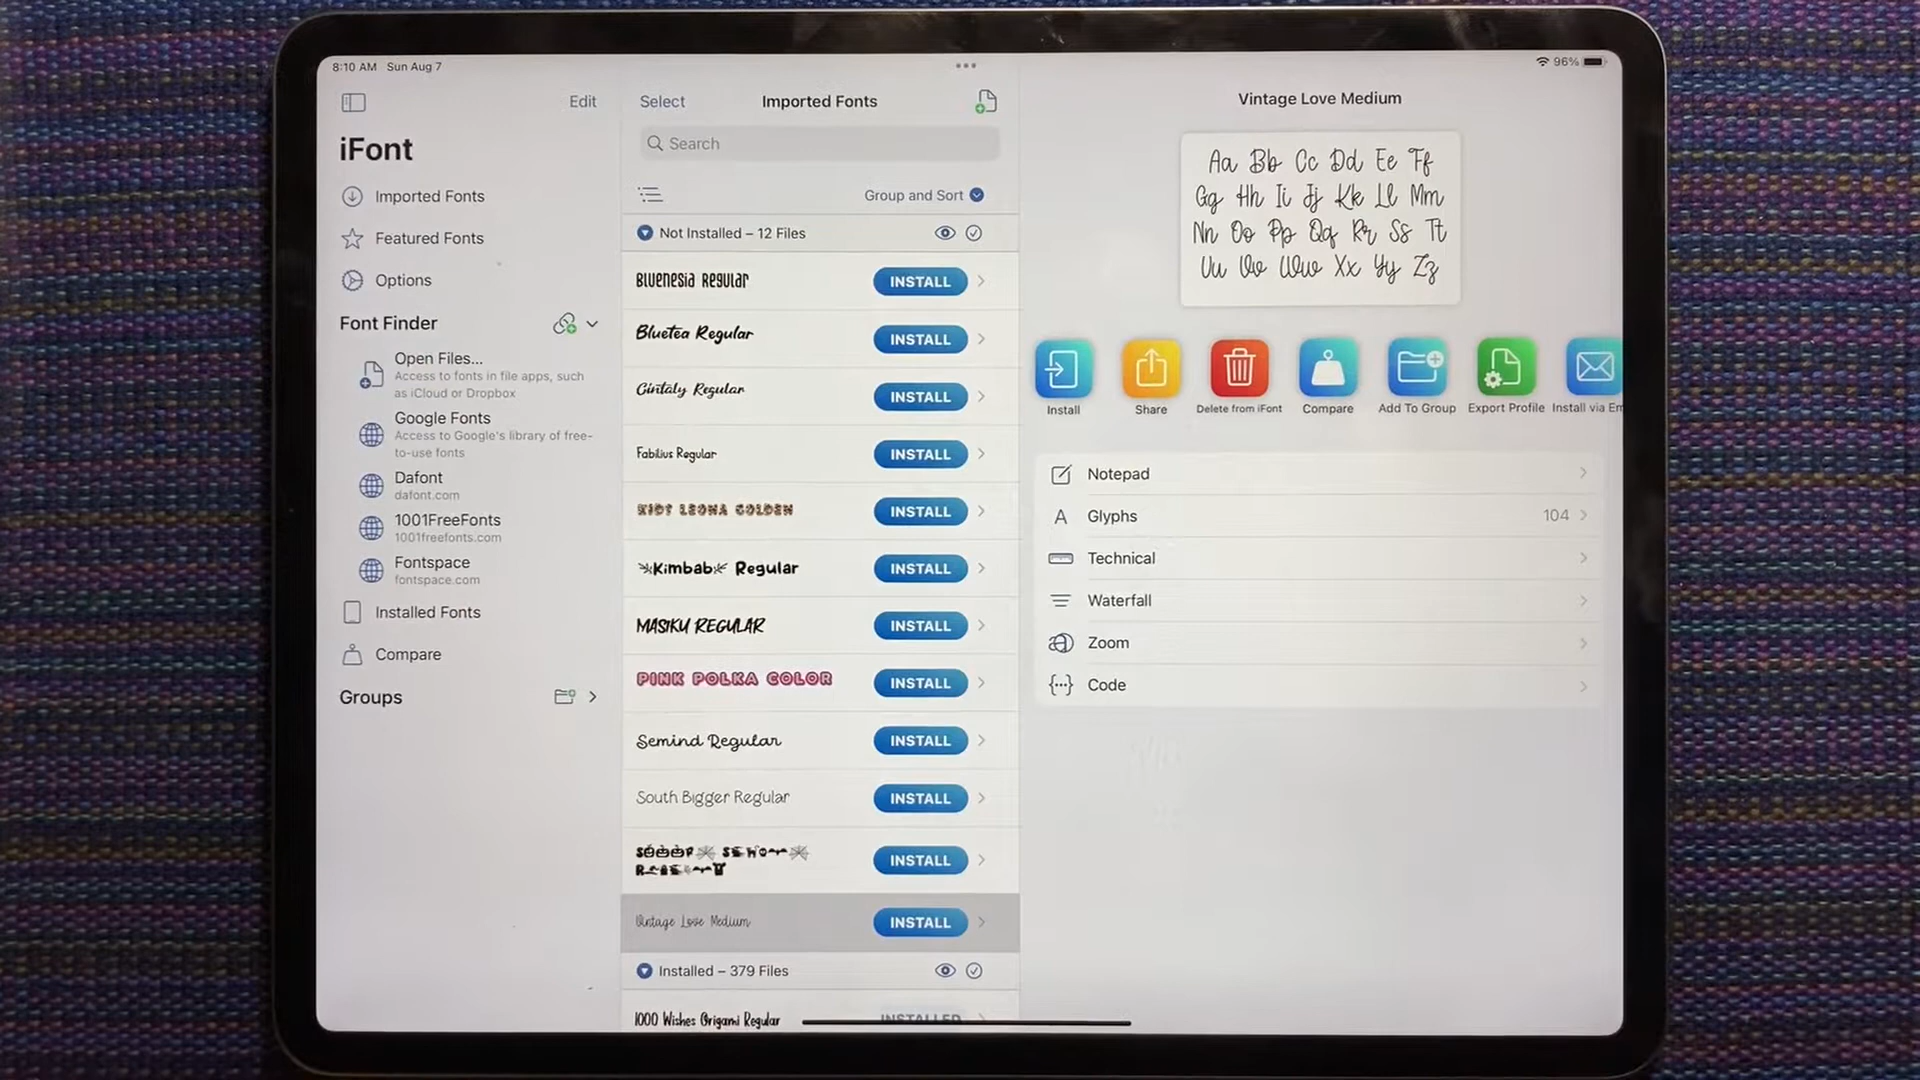 8:10 AM Sun Aug 7
96%
Edit
iFont
Imported Fonts
Featured Fonts
Options
Font Finder
Open Files...
Access to fonts in file apps, such
as iCloud or Dropbox
Google Fonts
Access to Google's library of free-
to-use fonts
Dafont
dafont.com
1001FreeFonts
1001freefonts.com
Fontspace
fontspace.com
Installed Fonts
Compare
Groups
Select
Imported Fonts
Search
Group and Sort
Not Installed – 12 Files
Bluenesia Regular INSTALL
Bluetea Regular INSTALL
Cintaly Regular INSTALL
Fabilius Regular INSTALL
KIDY LEONA GOLDEN INSTALL
Kimbab Regular INSTALL
MASIKU REGULAR INSTALL
PINK POLKA COLOR INSTALL
Semind Regular INSTALL
South Bigger Regular INSTALL
INSTALL
Vintage Love Medium INSTALL
Installed – 379 Files
1000 Wishes Origami Regular INSTALLED
Vintage Love Medium
Aa Bb Cc Dd Ee Ff
Gg Hh Ii Jj Kk Ll Mm
Nn Oo Pp Qq Rr Ss Tt
Uu Vv Ww Xx Yy Zz
Install
Share
Delete from iFont
Compare
Add To Group
Export Profile
Install via Em
Notepad
A Glyphs 104
Technical
Waterfall
Zoom
Code